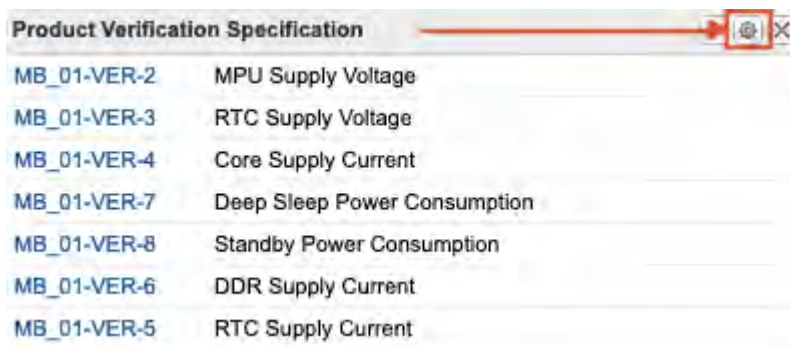 Product Verification Specification
MB_01-VER-2 MPU Supply Voltage
MB_01-VER-3 RTC Supply Voltage
MB_01-VER-4 Core Supply Current
MB_01-VER-7 Deep Sleep Power Consumption
MB_01-VER-8 Standby Power Consumption
MB_01-VER-6 DDR Supply Current
MB_01-VER-5 RTC Supply Current